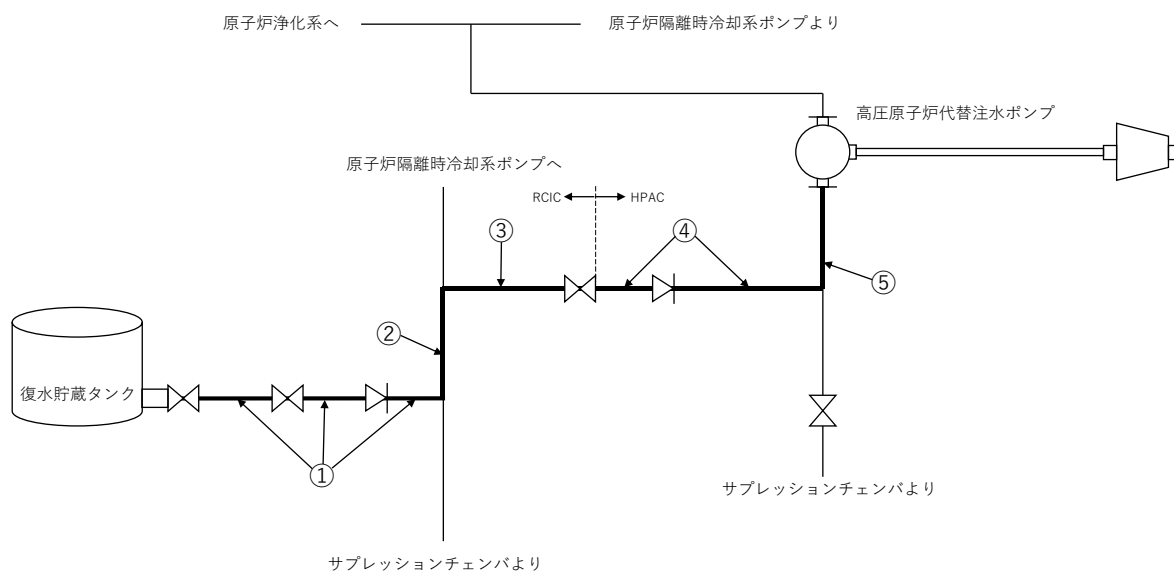 原子炉浄化系へ
原子炉隔離時冷却系ポンプより
高圧原子炉代替注水ポンプ
原子炉隔離時冷却系ポンプへ
RCIC
HPAC
③
④
⑤
②
復水貯蔵タンク
①
サプレッションチェンバより
サプレッションチェンバより